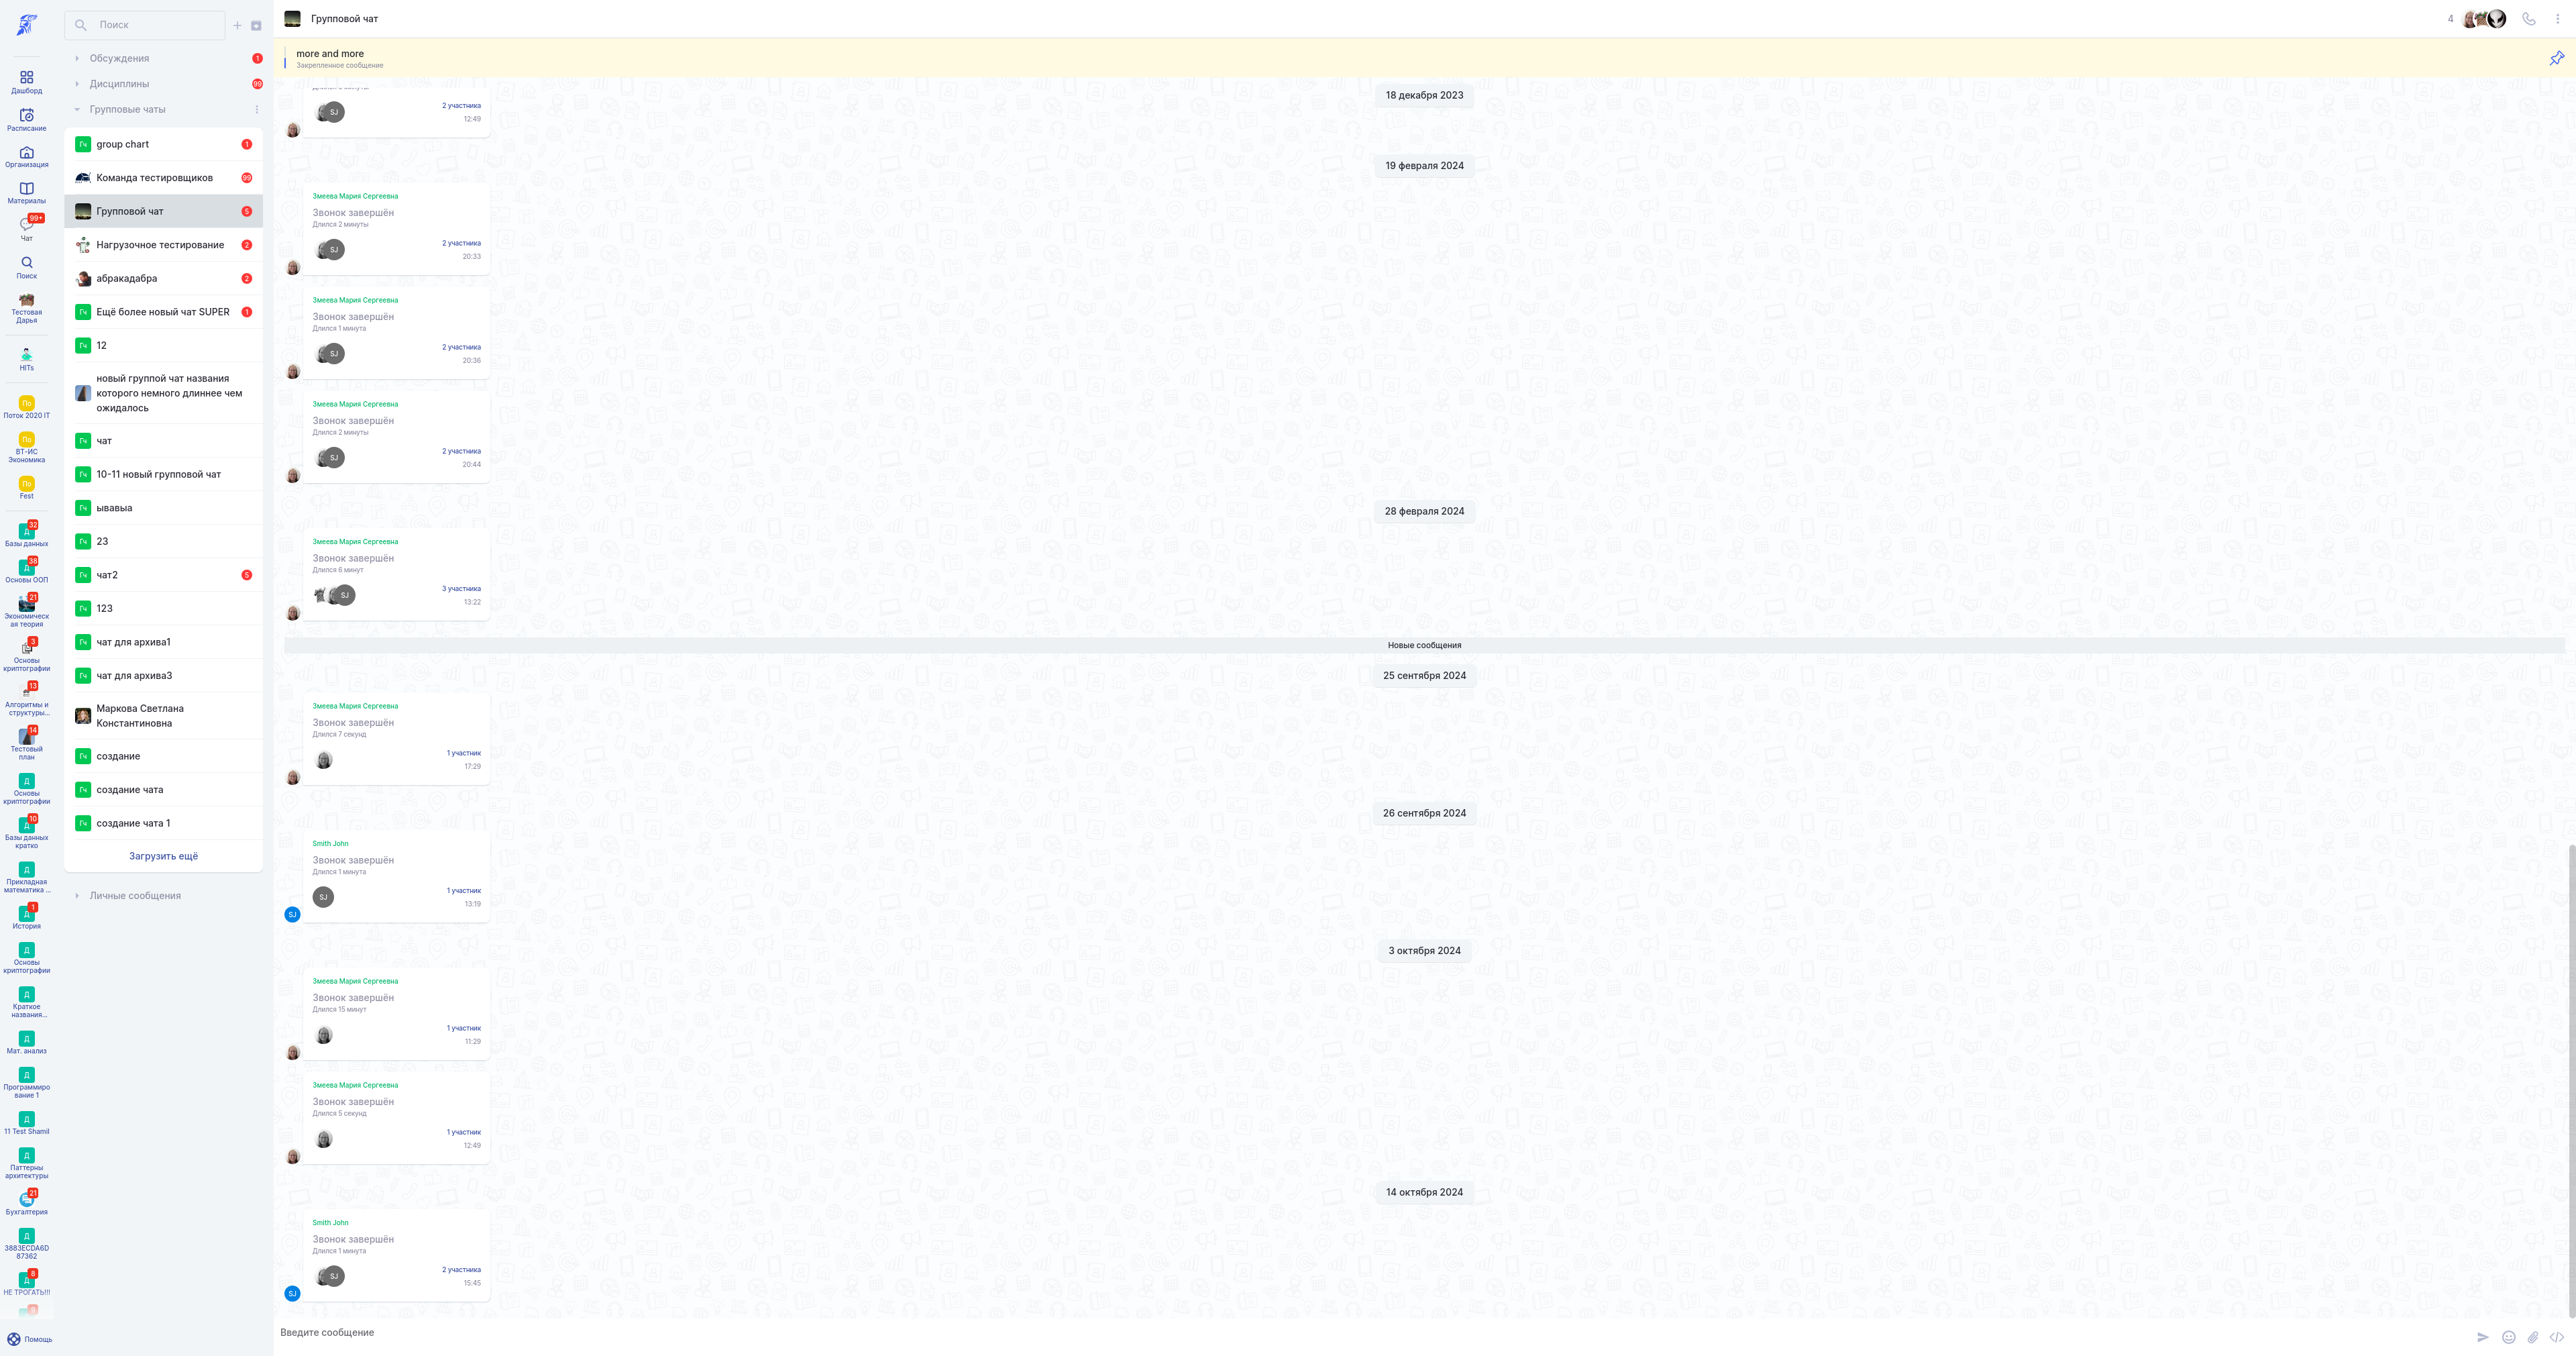 Дашборд
Расписание
Организация
Материалы
99+
Чат
Поиск
Тестовая
Дарья
HITs
По
Поток 2020 IT
По
ВТ-ИС
Экономика
По
Fest
32
Д
Базы данных
38
Д
Основы ООП
21
Экономическ
ая теория
3
Основы
криптографии
13
Алгоритмы и
структуры...
14
Тестовый
план
Д
Основы
криптографии
10
Д
Базы данных
кратко
Д
Прикладная
математика ...
1
Д
История
Д
Основы
криптографии
Д
Краткое
названия...
Д
Мат. анализ
Д
Программиро
вание 1
Д
11 Test Shamil
Д
Паттерны
архитектуры
21
Бухгалтерия
Д
3883ECDA6D
87362
8
Д
НЕ ТРОГАТЬ!!!
Помощь
Поиск
Обсуждения 1
Дисциплины 99
Групповые чаты
Гч group chart 1
Команда тестировщиков 99
Групповой чат 5
Нагрузочное тестирование 2
абракадабра 2
Гч Ещё более новый чат SUPER 1
Гч 12
новый группой чат названия
которого немного длиннее чем
ожидалось
Гч чат
Гч 10-11 новый групповой чат
Гч ывавыа
Гч 23
Гч чат2 5
Гч 123
Гч чат для архива1
Гч чат для архива3
Маркова Светлана
Константиновна
Гч создание
Гч создание чата
Гч создание чата 1
Загрузить ещё
Личные сообщения
Групповой чат 4
more and more
Закрепленное сообщение
18 декабря 2023
SJ 2 участника
12:49
19 февраля 2024
Змеева Мария Сергеевна
Звонок завершён
Длился 2 минуты
SJ 2 участника
20:33
Змеева Мария Сергеевна
Звонок завершён
Длился 1 минута
SJ 2 участника
20:36
Змеева Мария Сергеевна
Звонок завершён
Длился 2 минуты
SJ 2 участника
20:44
28 февраля 2024
Змеева Мария Сергеевна
Звонок завершён
Длился 6 минут
SJ 3 участника
13:22
Новые сообщения
25 сентября 2024
Змеева Мария Сергеевна
Звонок завершён
Длился 7 секунд
1 участник
17:29
26 сентября 2024
Smith John
Звонок завершён
Длился 1 минута
SJ 1 участник
13:19
SJ
3 октября 2024
Змеева Мария Сергеевна
Звонок завершён
Длился 15 минут
1 участник
11:29
Змеева Мария Сергеевна
Звонок завершён
Длился 5 секунд
1 участник
12:49
14 октября 2024
Smith John
Звонок завершён
Длился 1 минута
SJ 2 участника
15:45
SJ
Введите сообщение